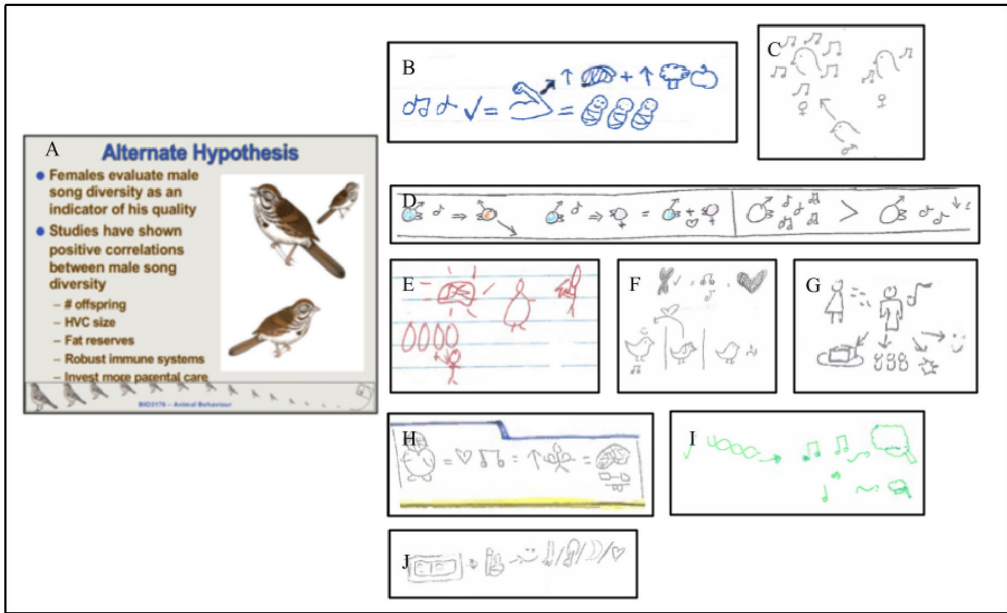 A
Alternate Hypothesis
Females evaluate male
song diversity as an
indicator of his quality
Studies have shown
positive correlations
between male song
diversity
– # offspring
– HVC size
– Fat reserves
– Robust immune systems
– Invest more parental care
BIO3176 – Animal Behaviour
B
C
D
E
F
G
H
I
J